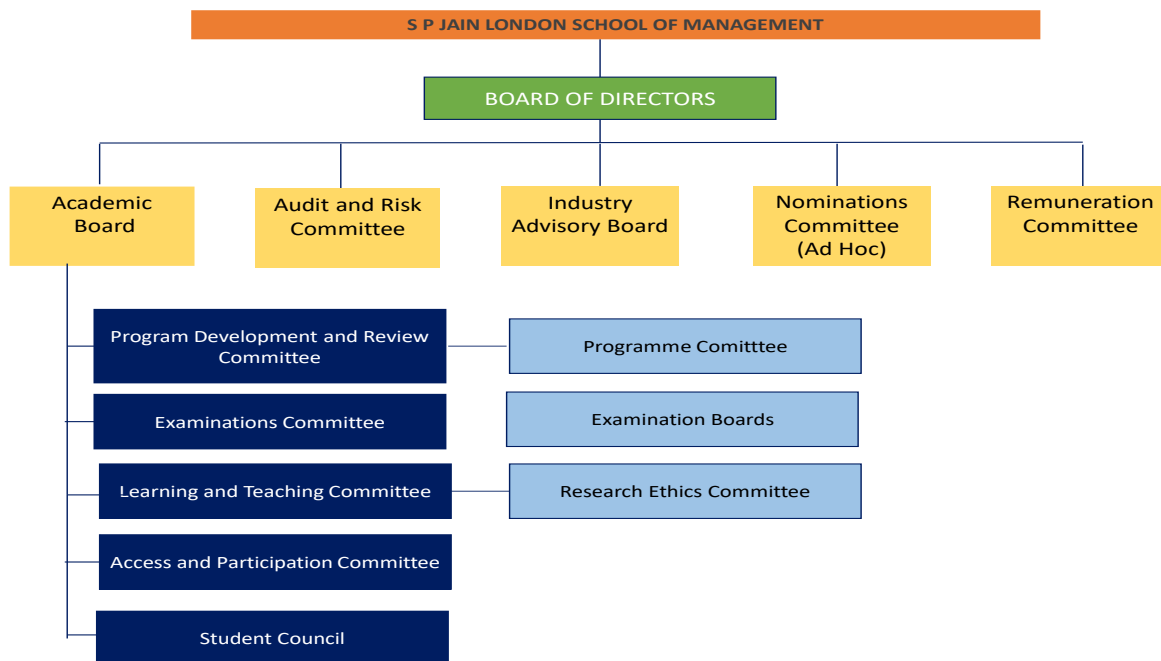 S P JAIN LONDON SCHOOL OF MANAGEMENT
BOARD OF DIRECTORS
Academic
Board
Audit and Risk
Committee
Industry
Advisory Board
Nominations
Committee
(Ad Hoc)
Remuneration
Committee
Program Development and Review
Committee
Programme Comitttee
Examinations Committee
Examination Boards
Learning and Teaching Committee
Research Ethics Committee
Access and Participation Committee
Student Council